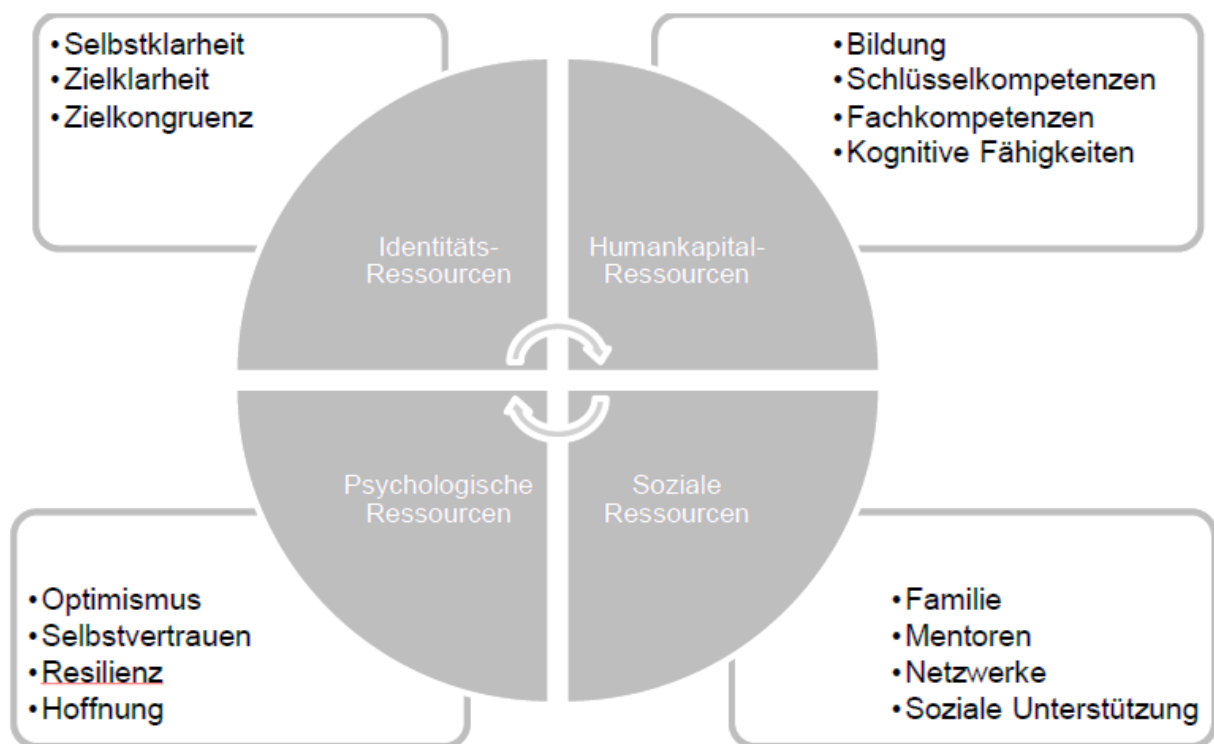 •Selbstklarheit
•Zielklarheit
•Zielkongruenz
•Bildung
•Schlüsselkompetenzen
•Fachkompetenzen
•Kognitive Fähigkeiten
Identitäts-
Ressourcen
Humankapital-
Ressourcen
Psychologische
Ressourcen
Soziale
Ressourcen
•Optimismus
•Selbstvertrauen
•Resilienz
•Hoffnung
•Familie
•Mentoren
•Netzwerke
•Soziale Unterstützung